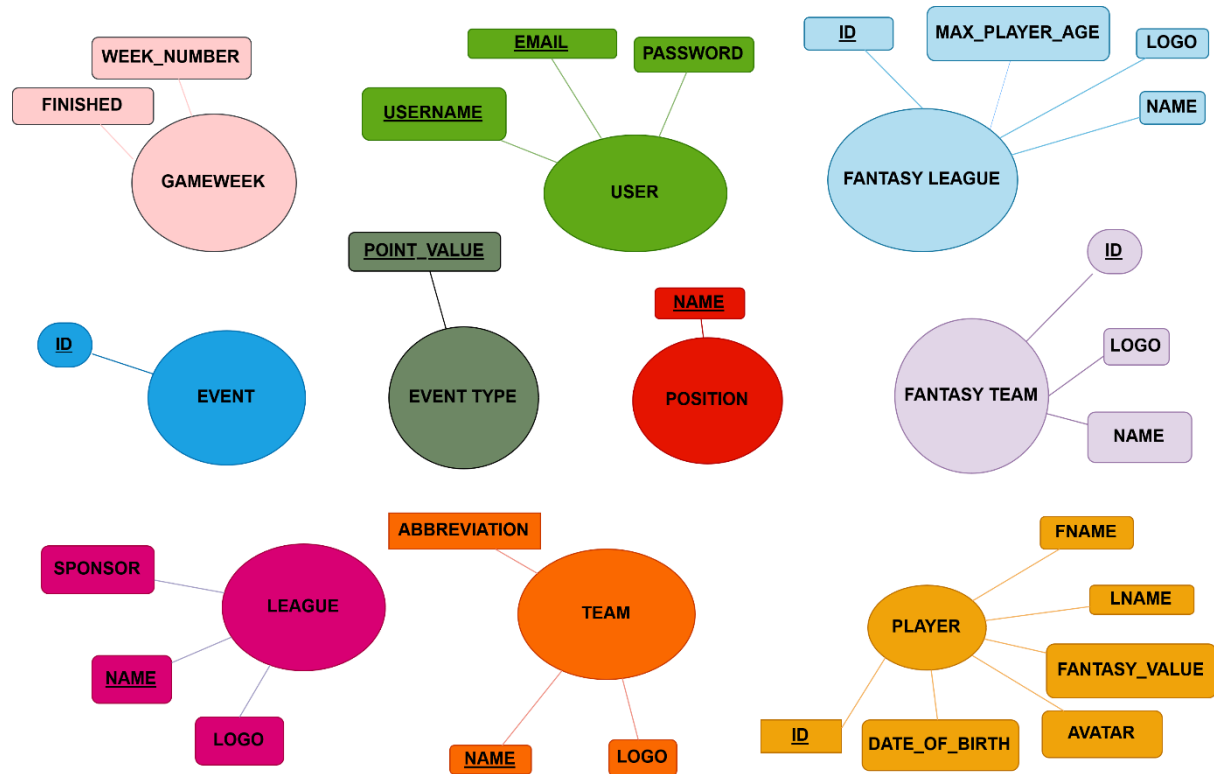 WEEK_NUMBER
FINISHED
GAMEWEEK
EMAIL
PASSWORD
USERNAME
USER
ID
MAX_PLAYER_AGE
LOGO
NAME
FANTASY LEAGUE
ID
EVENT
POINT_VALUE
EVENT TYPE
NAME
POSITION
ID
LOGO
FANTASY TEAM
NAME
SPONSOR
LEAGUE
NAME
LOGO
ABBREVIATION
TEAM
NAME
LOGO
FNAME
LNAME
PLAYER
FANTASY_VALUE
ID
DATE_OF_BIRTH
AVATAR